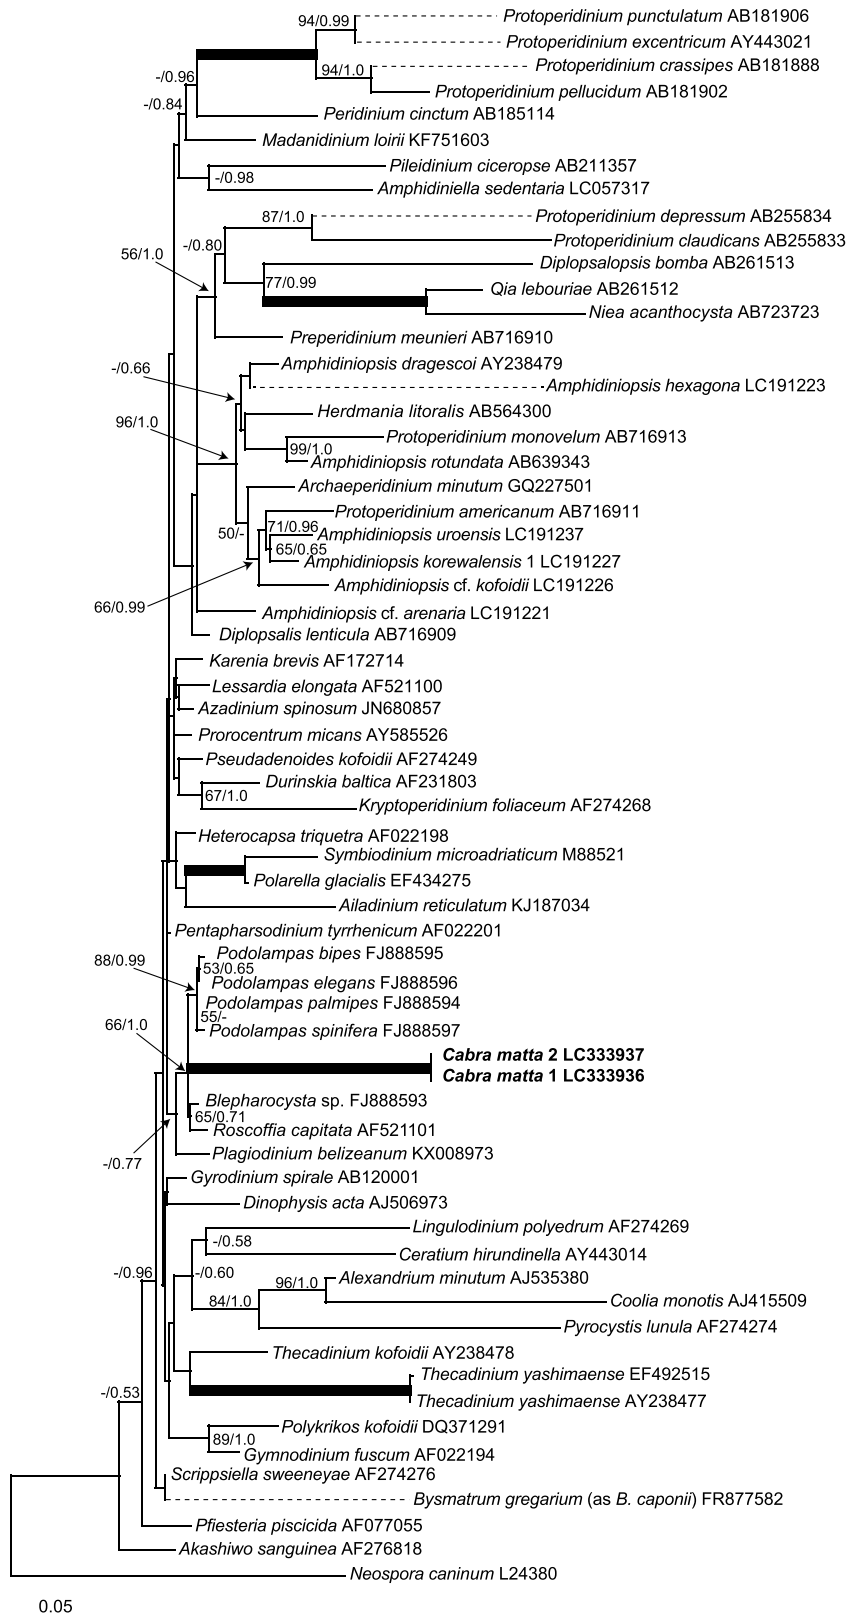 94/0.99
Protoperidinium punctulatum AB181906
Protoperidinium excentricum AY443021
Protoperidinium crassipes AB181888
94/1.0
-/0.96
Protoperidinium pellucidum AB181902
-/0.84
Peridinium cinctum AB185114
Madanidinium loirii KF751603
Pileidinium ciceropse AB211357
-/0.98
Amphidiniella sedentaria LC057317
87/1.0
Protoperidinium depressum AB255834
-/0.80
Protoperidinium claudicans AB255833
56/1.0
Diplopsalopsis bomba AB261513
77/0.99
Qia lebouriae AB261512
Niea acanthocysta AB723723
Preperidinium meunieri AB716910
Amphidiniopsis dragescoi AY238479
-/0.66
Amphidiniopsis hexagona LC191223
Herdmania litoralis AB564300
96/1.0
Protoperidinium monovelum AB716913
99/1.0
Amphidiniopsis rotundata AB639343
Archaeperidinium minutum GQ227501
Protoperidinium americanum AB716911
50/-
71/0.96
Amphidiniopsis uroensis LC191237
65/0.65
Amphidiniopsis korewalensis 1 LC191227
Amphidiniopsis cf. kofoidii LC191226
66/0.99
Amphidiniopsis cf. arenaria LC191221
Diplopsalis lenticula AB716909
Karenia brevis AF172714
Lessardia elongata AF521100
Azadinium spinosum JN680857
Prorocentrum micans AY585526
Pseudadenoides kofoidii AF274249
Durinskia baltica AF231803
67/1.0
Kryptoperidinium foliaceum AF274268
Heterocapsa triquetra AF022198
Symbiodinium microadriaticum M88521
Polarella glacialis EF434275
Ailadinium reticulatum KJ187034
Pentapharsodinium tyrrhenicum AF022201
Podolampas bipes FJ888595
88/0.99
53/0.65
Podolampas elegans FJ888596
Podolampas palmipes FJ888594
55/-
66/1.0
Podolampas spinifera FJ888597
Cabra matta 2 LC333937
Cabra matta 1 LC333936
Blepharocysta sp. FJ888593
65/0.71
Roscoffia capitata AF521101
Plagiodinium belizeanum KX008973
-/0.77
Gyrodinium spirale AB120001
Dinophysis acta AJ506973
Lingulodinium polyedrum AF274269
-/0.58
Ceratium hirundinella AY443014
-/0.96
-/0.60
96/1.0
Alexandrium minutum AJ535380
84/1.0
Coolia monotis AJ415509
Pyrocystis lunula AF274274
Thecadinium kofoidii AY238478
Thecadinium yashimaense EF492515
-/0.53
Thecadinium yashimaense AY238477
Polykrikos kofoidii DQ371291
89/1.0
Gymnodinium fuscum AF022194
Scrippsiella sweeneyae AF274276
Bysmatrum gregarium (as B. caponii) FR877582
Pfiesteria piscicida AF077055
Akashiwo sanguinea AF276818
Neospora caninum L24380
0.05